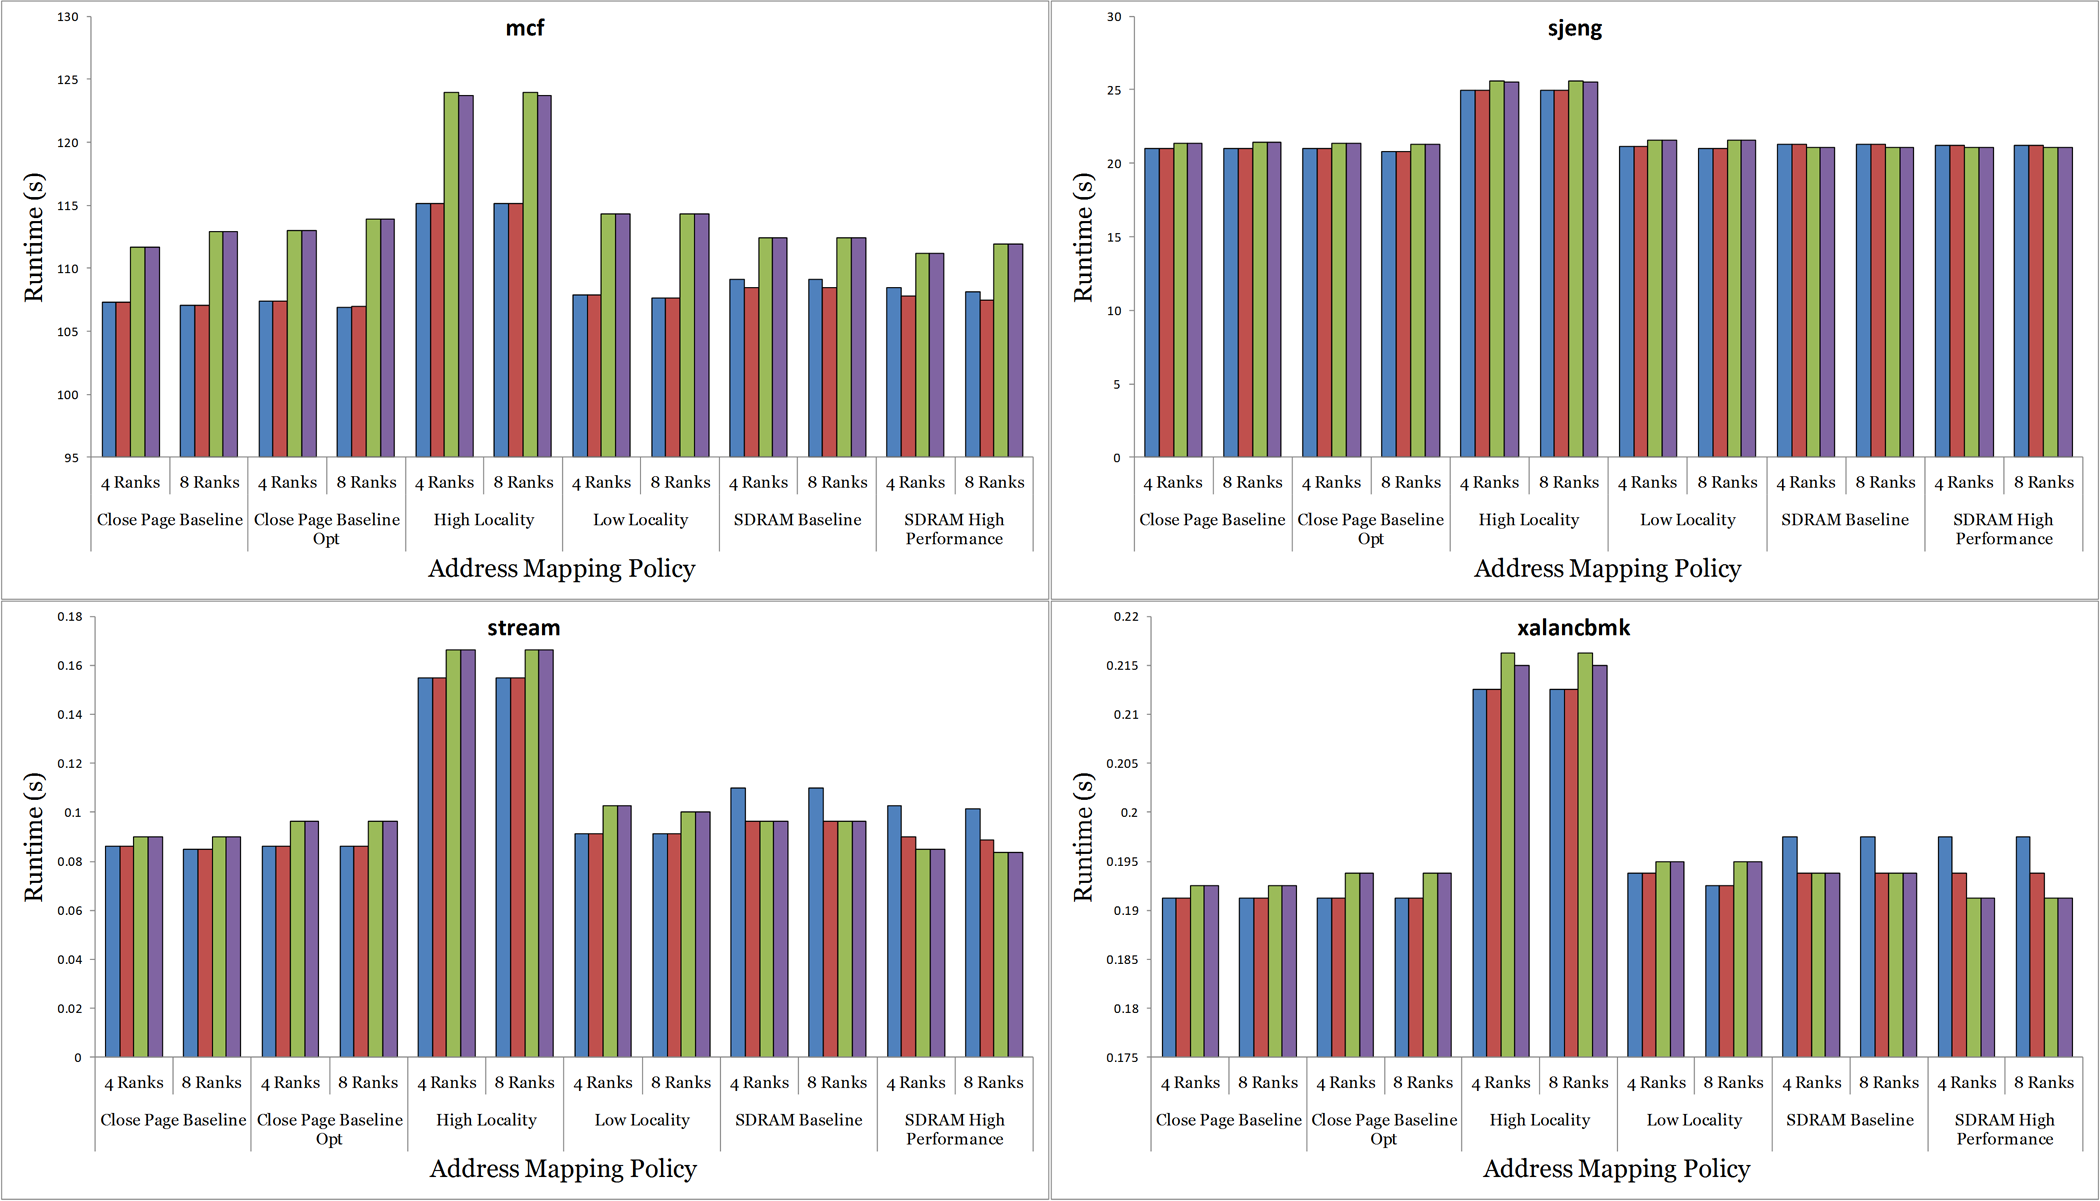 mcf
130
125
120
115
110
105
100
95
Runtime (s)
4 Ranks 8 Ranks 4 Ranks 8 Ranks 4 Ranks 8 Ranks 4 Ranks 8 Ranks 4 Ranks 8 Ranks 4 Ranks 8 Ranks
Close Page Baseline Close Page Baseline High Locality Low Locality SDRAM Baseline SDRAM High
Opt Performance
Address Mapping Policy
sjeng
30
25
20
15
10
5
0
Runtime (s)
4 Ranks 8 Ranks 4 Ranks 8 Ranks 4 Ranks 8 Ranks 4 Ranks 8 Ranks 4 Ranks 8 Ranks 4 Ranks 8 Ranks
Close Page Baseline Close Page Baseline High Locality Low Locality SDRAM Baseline SDRAM High
Opt Performance
Address Mapping Policy
stream
0.18
0.16
0.14
0.12
0.1
0.08
0.06
0.04
0.02
0
Runtime (s)
4 Ranks 8 Ranks 4 Ranks 8 Ranks 4 Ranks 8 Ranks 4 Ranks 8 Ranks 4 Ranks 8 Ranks 4 Ranks 8 Ranks
Close Page Baseline Close Page Baseline High Locality Low Locality SDRAM Baseline SDRAM High
Opt Performance
Address Mapping Policy
xalancbmk
0.22
0.215
0.21
0.205
0.2
0.195
0.19
0.185
0.18
0.175
Runtime (s)
4 Ranks 8 Ranks 4 Ranks 8 Ranks 4 Ranks 8 Ranks 4 Ranks 8 Ranks 4 Ranks 8 Ranks 4 Ranks 8 Ranks
Close Page Baseline Close Page Baseline High Locality Low Locality SDRAM Baseline SDRAM High
Opt Performance
Address Mapping Policy